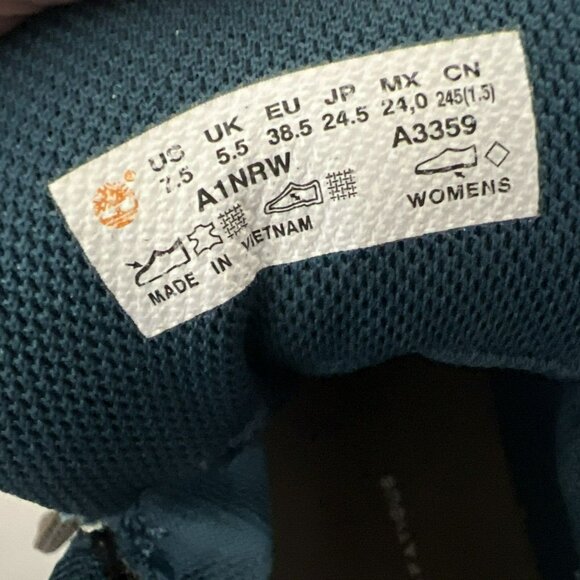 US UK EU JP MX CN
7.5 5.5 38.5 24.5 24,0 245(1.5)
A1NRW A3359
WOMENS
MADE IN VIETNAM